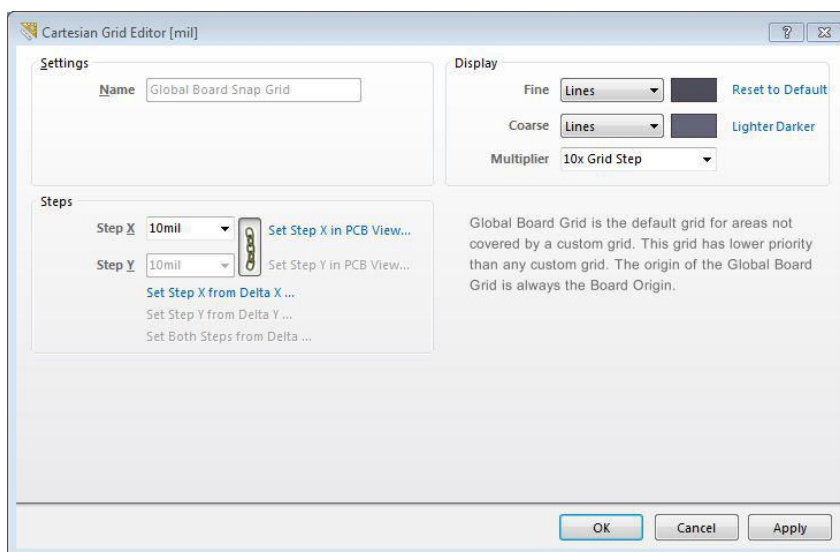 Cartesian Grid Editor [mil]
Settings
Name Global Board Snap Grid
Display
Fine Lines Reset to Default
Coarse Lines Lighter Darker
Multiplier 10x Grid Step
Steps
Step X 10mil Set Step X in PCB View...
Step Y 10mil Set Step Y in PCB View...
Set Step X from Delta X ...
Set Step Y from Delta Y ...
Set Both Steps from Delta ...
Global Board Grid is the default grid for areas not
covered by a custom grid. This grid has lower priority
than any custom grid. The origin of the Global Board
Grid is always the Board Origin.
OK Cancel Apply